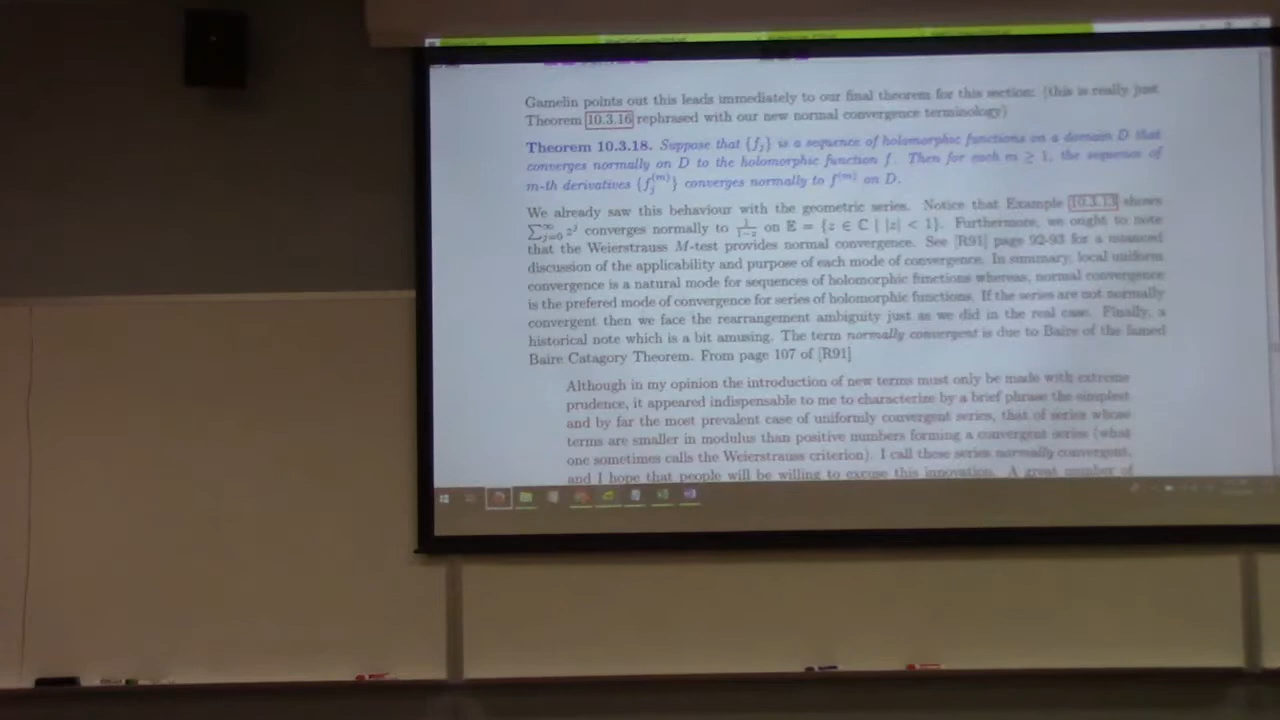 Gamelin points out this leads immediately to our final theorem for this section: (this is really just
Theorem 10.3.16 rephrased with our new normal convergence terminology)
Theorem 10.3.18. Suppose that {f_j} is a sequence of holomorphic functions on a domain D that
converges normally on D to the holomorphic function f. Then for each m ≥ 1, the sequence of
m-th derivatives {f_j^{(m)}} converges normally to f^{(m)} on D.
We already saw this behaviour with the geometric series. Notice that Example 10.3.13 shows
∑_{j=0}^∞ z^j converges normally to 1/(1−z) on 𝔼 = {z ∈ ℂ | |z| < 1}. Furthermore, we ought to note
that the Weierstrauss M-test provides normal convergence. See [R91] page 92-93 for a nuanced
discussion of the applicability and purpose of each mode of convergence. In summary, local uniform
convergence is a natural mode for sequences of holomorphic functions whereas, normal convergence
is the prefered mode of convergence for series of holomorphic functions. If the series are not normally
convergent then we face the rearrangement ambiguity just as we did in the real case. Finally, a
historical note which is a bit amusing. The term normally convergent is due to Baire of the famed
Baire Catagory Theorem. From page 107 of [R91]
Although in my opinion the introduction of new terms must only be made with extreme
prudence, it appeared indispensable to me to characterize by a brief phrase the simplest
and by far the most prevalent case of uniformly convergent series, that of series whose
terms are smaller in modulus than positive numbers forming a convergent series (what
one sometimes calls the Weierstrauss criterion). I call these series normally convergent,
and I hope that people will be willing to excuse this innovation. A great number of